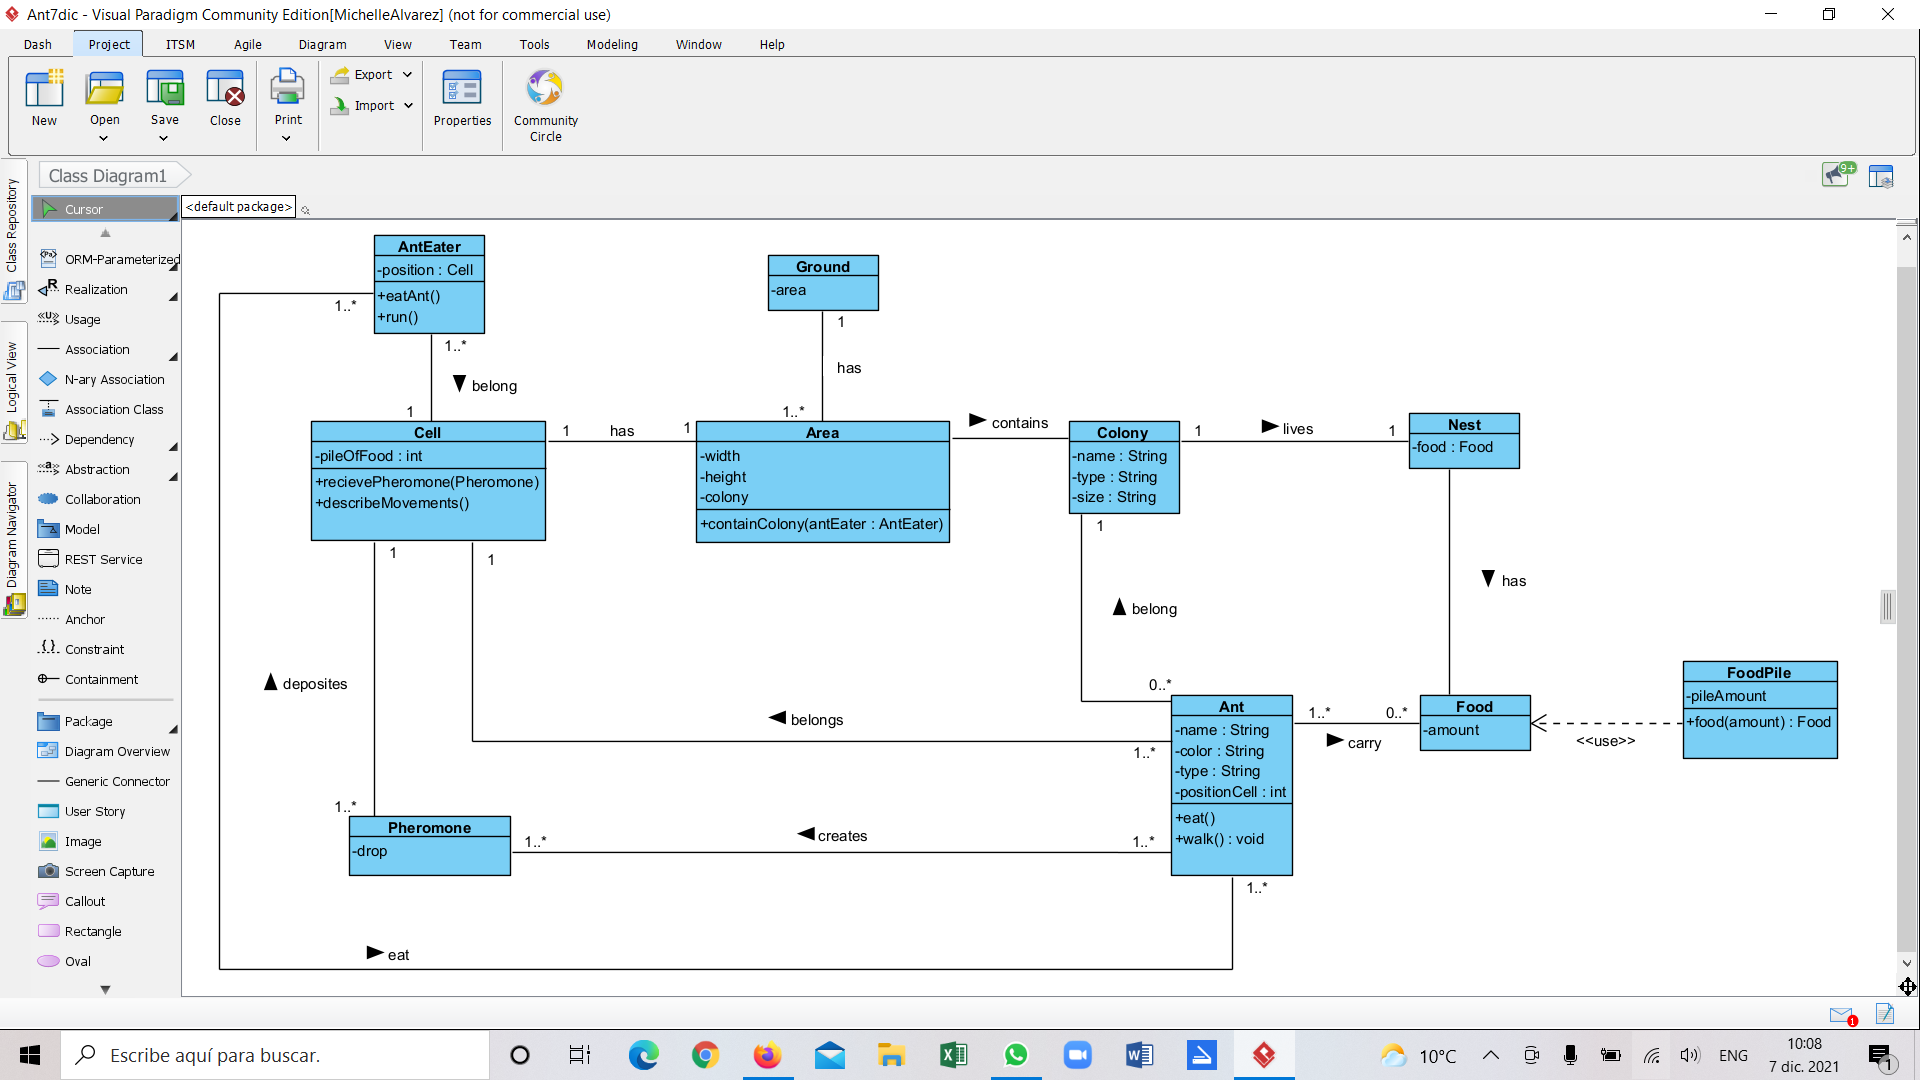 Ant7dic - Visual Paradigm Community Edition[MichelleAlvarez] (not for commercial use)
Dash Project ITSM Agile Diagram View Team Tools Modeling Window Help
New Open Save Close Print Export Import Properties Community Circle
Class Diagram1
9+
Class Repository
Logical View
Diagram Navigator
Cursor
<default package>
ORM-Parameterized
Realization
Usage
Association
N-ary Association
Association Class
Dependency
Abstraction
Collaboration
Model
REST Service
Note
Anchor
Constraint
Containment
Package
Diagram Overview
Generic Connector
User Story
Image
Screen Capture
Callout
Rectangle
Oval
AntEater
-position : Cell
+eatAnt()
+run()
1..*
1..*
belong
1
Ground
-area
1
has
1..*
Cell
-pileOfFood : int
+recievePheromone(Pheromone)
+describeMovements()
1 has 1
Area
-width
-height
-colony
+containColony(antEater : AntEater)
contains
Colony
-name : String
-type : String
-size : String
1 lives 1
Nest
-food : Food
1
1
1
belong
has
deposites
0..*
belongs
1..*
Ant
-name : String
-color : String
-type : String
-positionCell : int
+eat()
+walk() : void
1..* 0..*
carry
Food
-amount
<<use>>
FoodPile
-pileAmount
+food(amount) : Food
1..*
Pheromone
-drop
1..* creates 1..*
1..*
eat
1
Escribe aquí para buscar.
10°C
ENG
10:08
7 dic. 2021
1